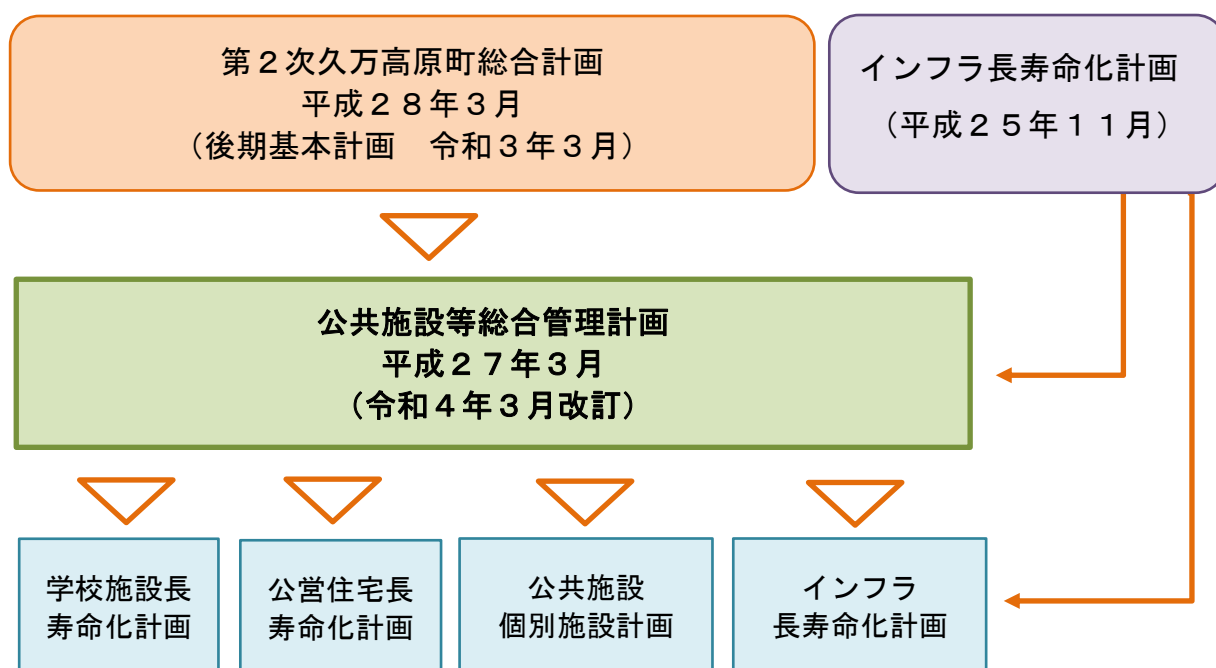 第２次久万高原町総合計画
平成２８年３月
（後期基本計画　令和３年３月）
インフラ長寿命化計画
（平成２５年１１月）
公共施設等総合管理計画
平成２７年３月
（令和４年３月改訂）
学校施設長
寿命化計画
公営住宅長
寿命化計画
公共施設
個別施設計画
インフラ
長寿命化計画